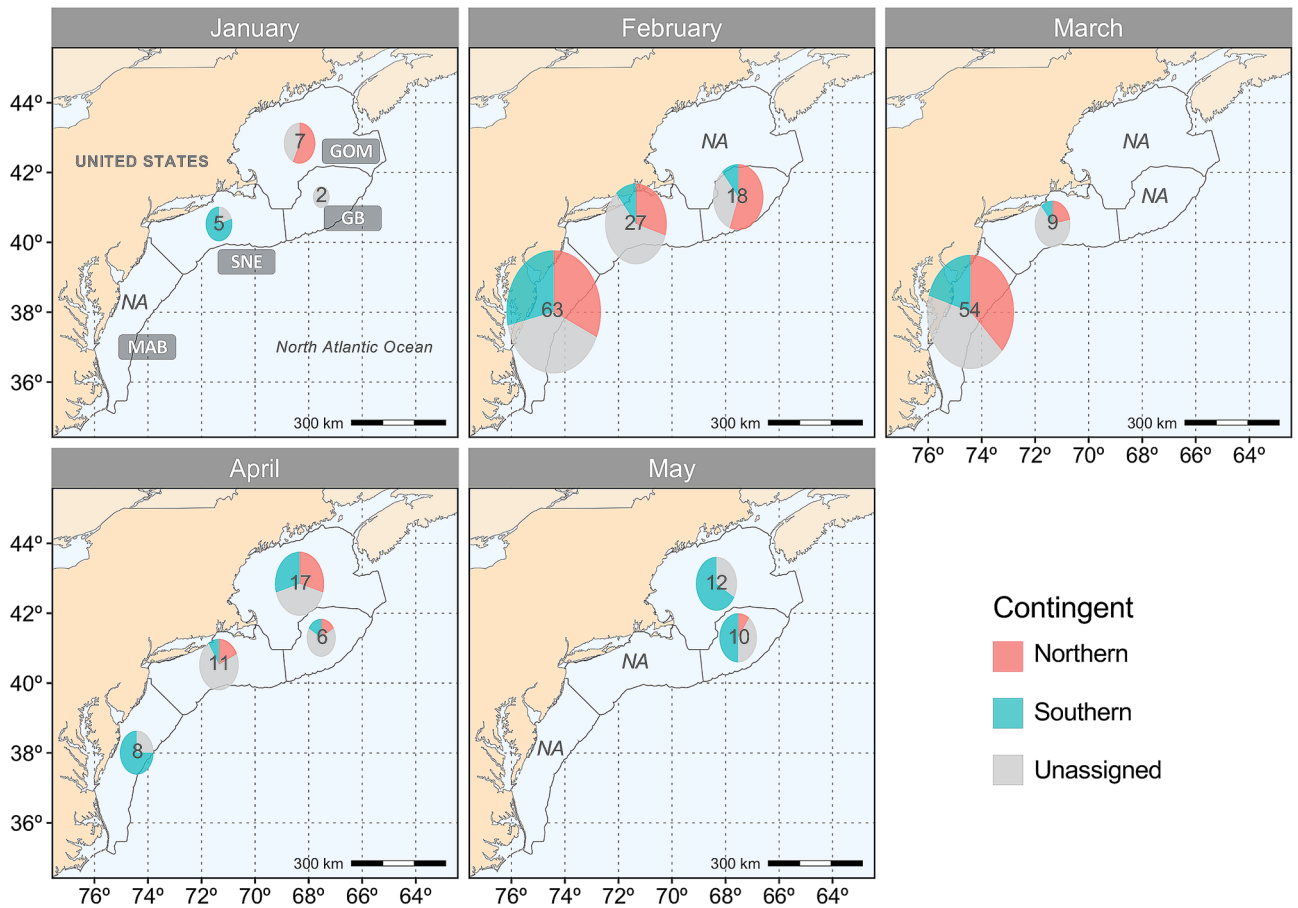 January
February
March
44º
42º
40º
38º
36º
7
GOM
UNITED STATES
2
GB
5
SNE
NA
MAB
North Atlantic Ocean
300 km
NA
18
27
63
300 km
NA
NA
9
54
300 km
76º 74º 72º 70º 68º 66º 64º
April
May
44º
42º
40º
38º
36º
17
6
11
8
300 km
76º 74º 72º 70º 68º 66º 64º
12
10
NA
NA
300 km
76º 74º 72º 70º 68º 66º 64º
Contingent
Northern
Southern
Unassigned